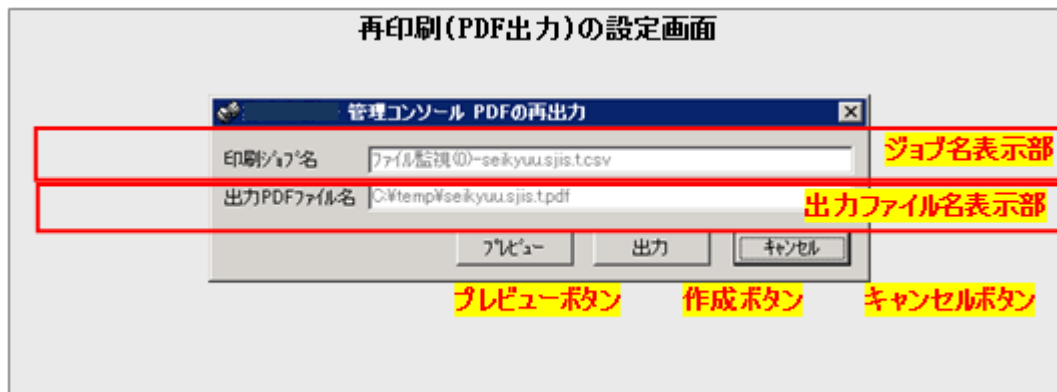 再印刷(PDF出力)の設定画面
管理コンソール PDFの再出力
印刷ジョブ名 ファイル監視(0)-seikyuu.sjis.t.csv ジョブ名表示部
出力PDFファイル名 C:¥temp¥seikyuu.sjis.t.pdf 出力ファイル名表示部
プレビュー 出力 キャンセル
プレビューボタン 作成ボタン キャンセルボタン